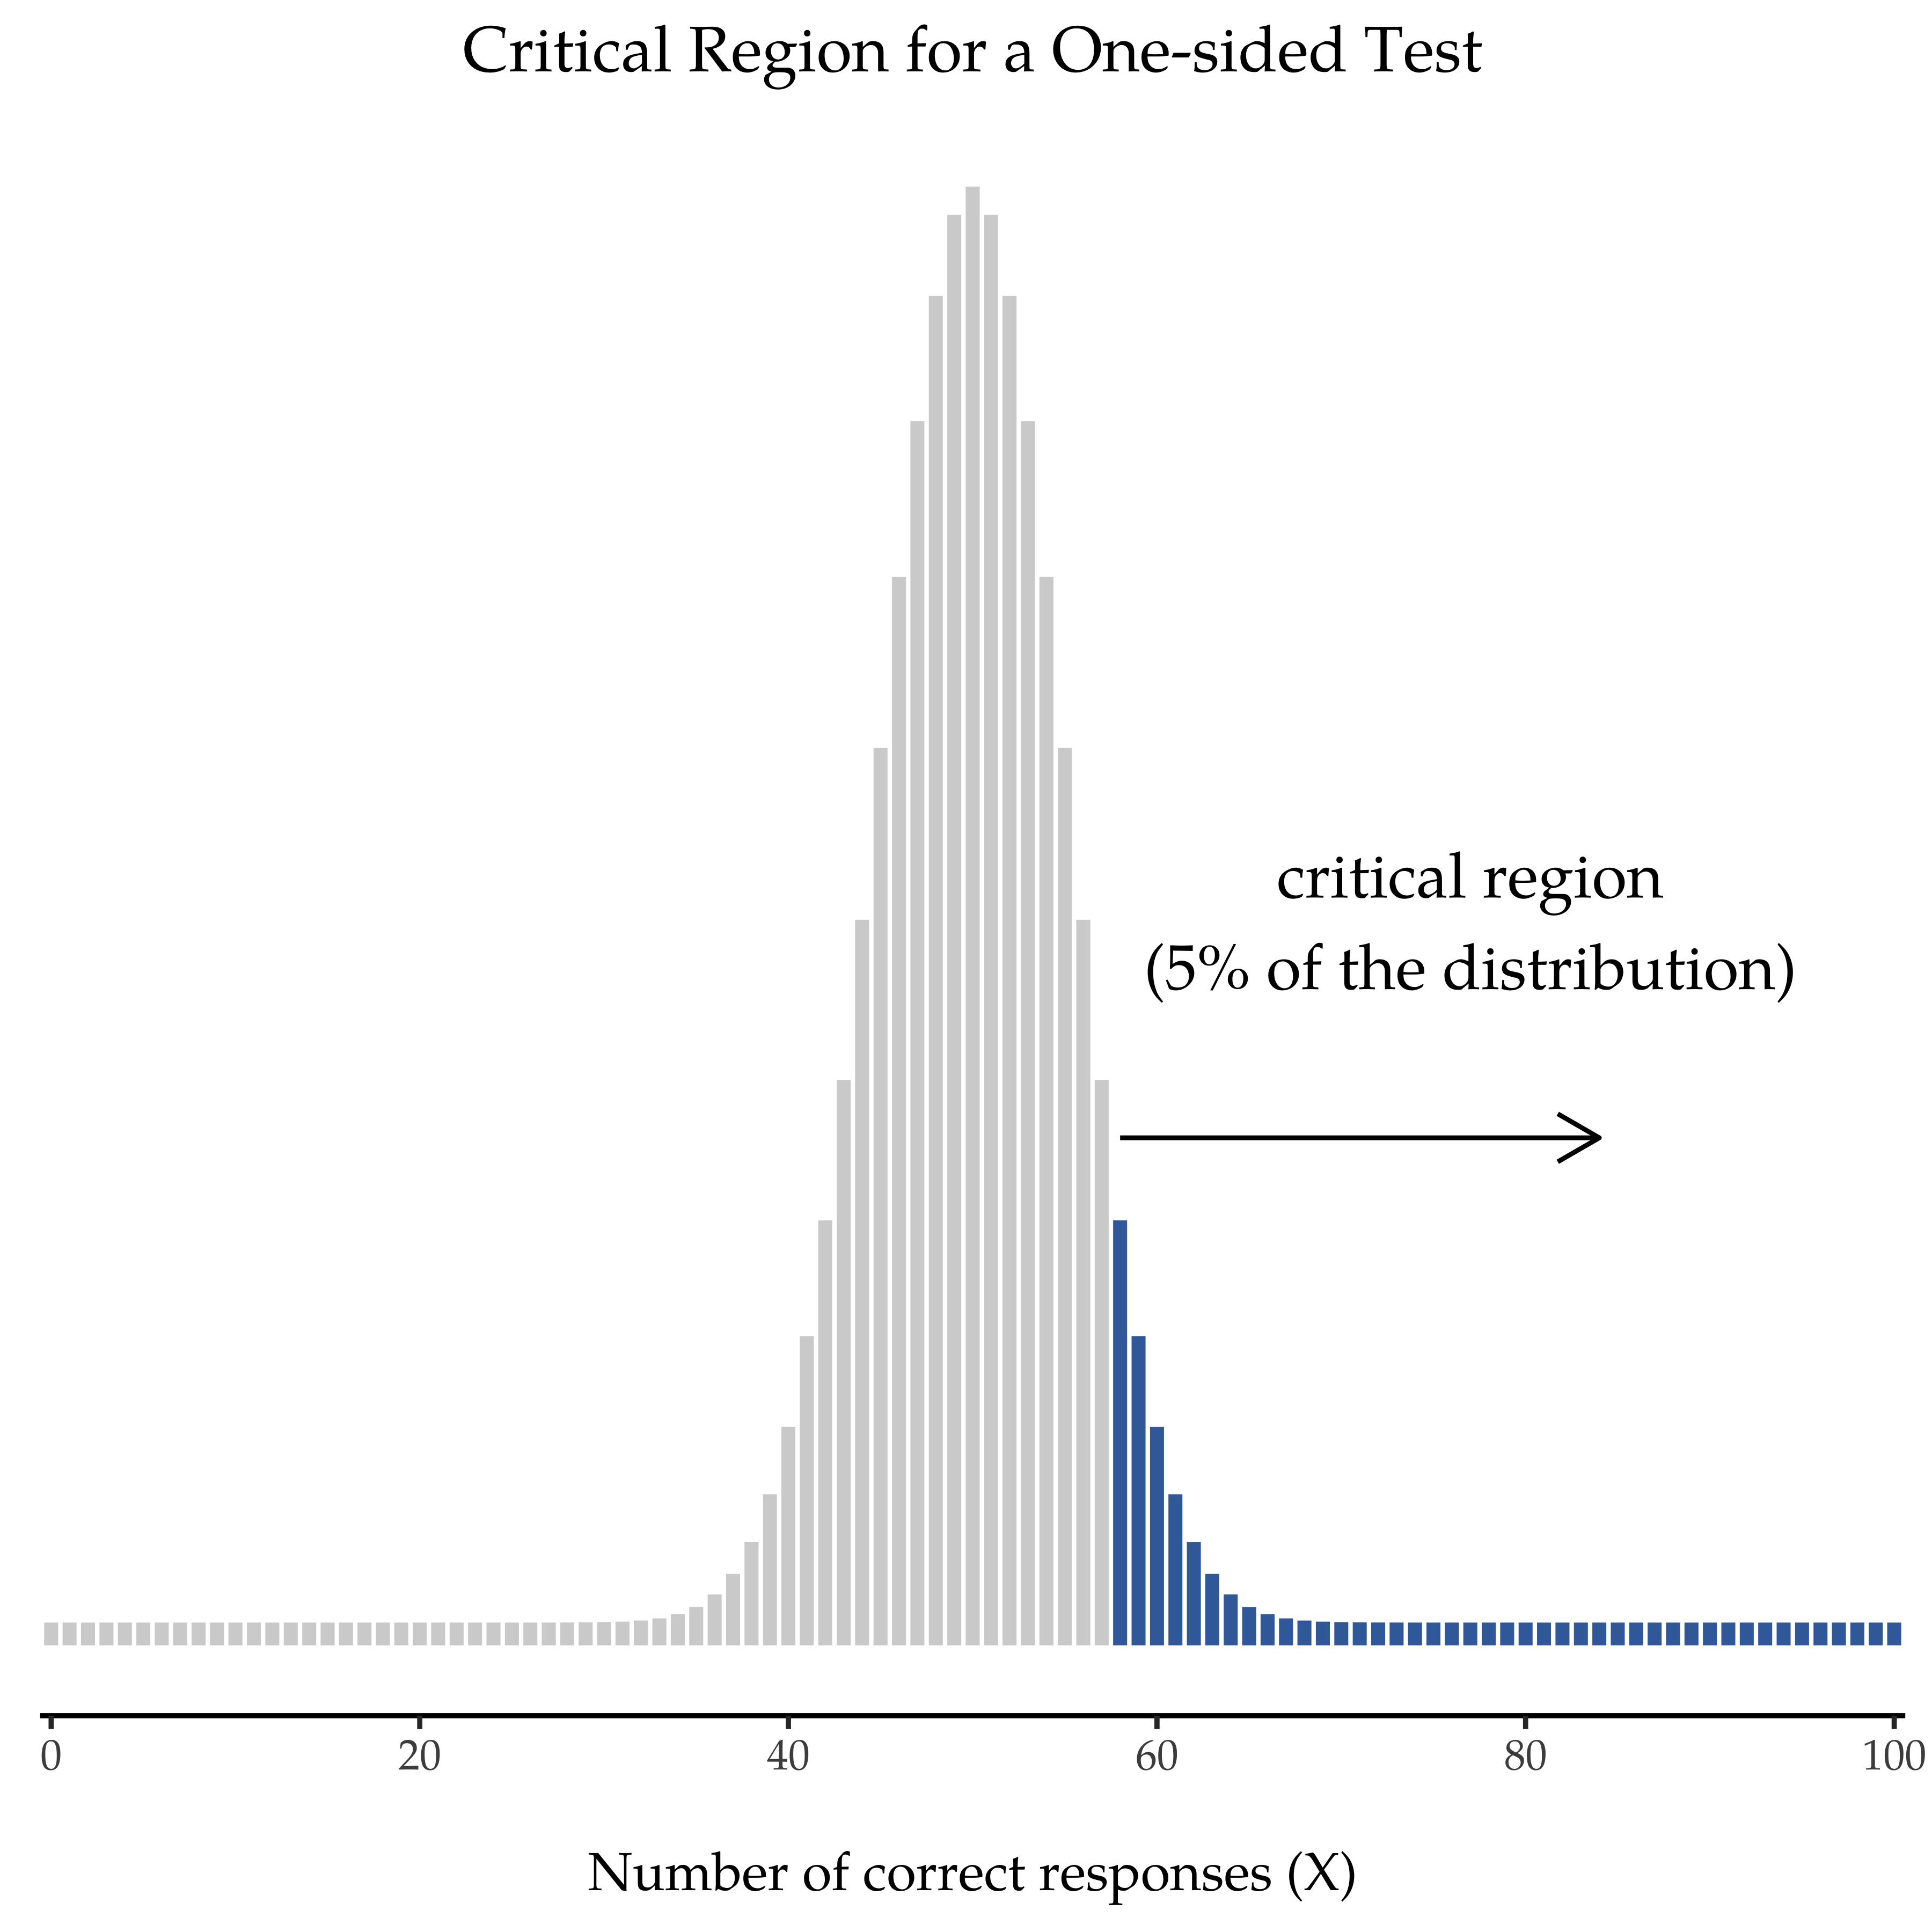 Critical Region for a One-sided Test
critical region
(5% of the distribution)
0 20 40 60 80 100
Number of correct responses (X)